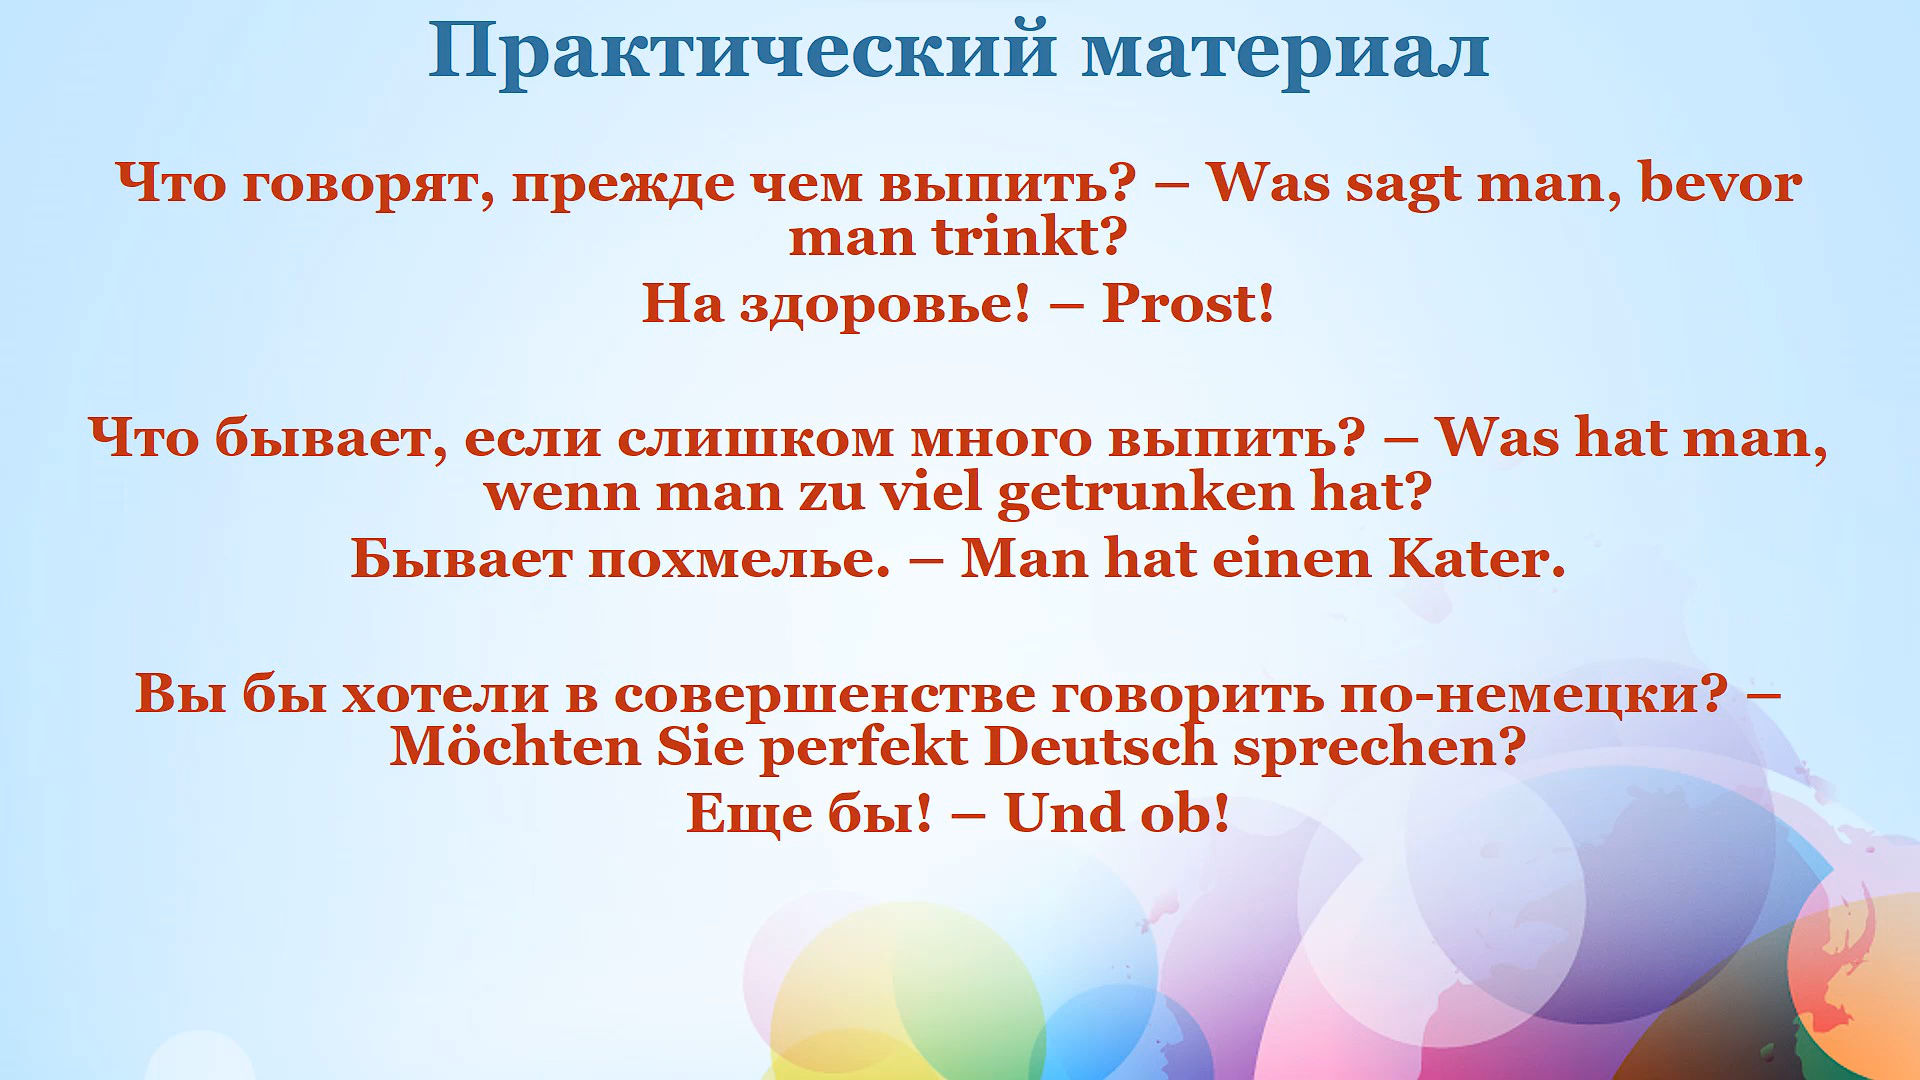 Практический материал
Что говорят, прежде чем выпить? – Was sagt man, bevor
man trinkt?
На здоровье! – Prost!
Что бывает, если слишком много выпить? – Was hat man,
wenn man zu viel getrunken hat?
Бывает похмелье. – Man hat einen Kater.
Вы бы хотели в совершенстве говорить по-немецки? –
Möchten Sie perfekt Deutsch sprechen?
Еще бы! – Und ob!